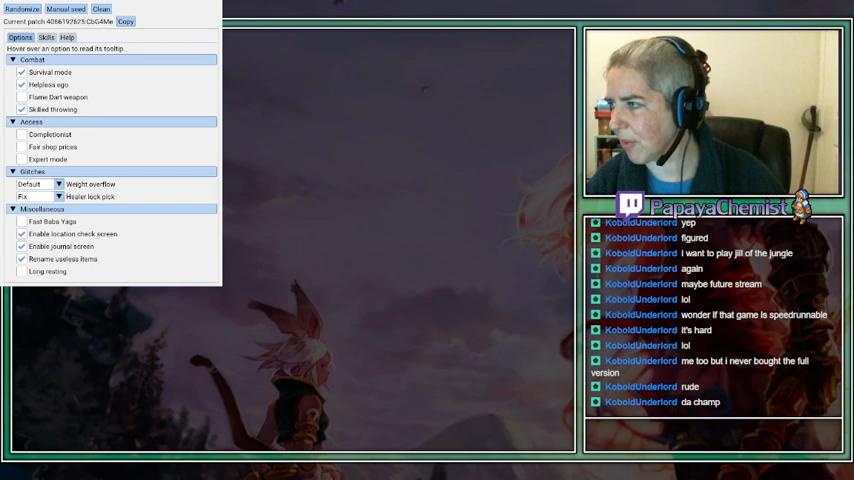 Randomize Manual seed Clean
Current patch 4066192625:CbG4Me Copy
Options Skills Help
Hover over an option to read its tooltip.
Combat
Survival mode
Helpless ego
Flame Dart weapon
Skilled throwing
Access
Completionist
Fair shop prices
Expert mode
Glitches
Default Weight overflow
Fix Healer lock pick
Miscellaneous
Fast Baba Yaga
Enable location check screen
Enable journal screen
Rename useless items
Long resting
PapayaChemist
KoboldUnderlord yep
KoboldUnderlord figured
KoboldUnderlord i want to play jill of the jungle
KoboldUnderlord again
KoboldUnderlord maybe future stream
KoboldUnderlord lol
KoboldUnderlord wonder if that game is speedrunnable
KoboldUnderlord it's hard
KoboldUnderlord lol
KoboldUnderlord me too but i never bought the full
version
KoboldUnderlord rude
KoboldUnderlord da champ